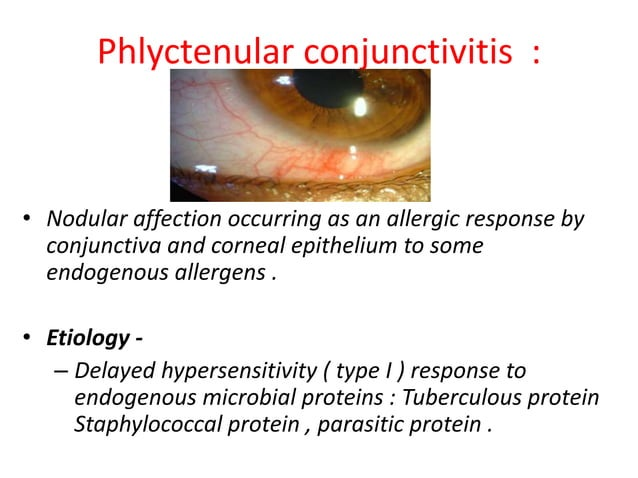 Phlyctenular conjunctivitis :
• Nodular affection occurring as an allergic response by
conjunctiva and corneal epithelium to some
endogenous allergens .
• Etiology -
– Delayed hypersensitivity ( type I ) response to
endogenous microbial proteins : Tuberculous protein
Staphylococcal protein , parasitic protein .